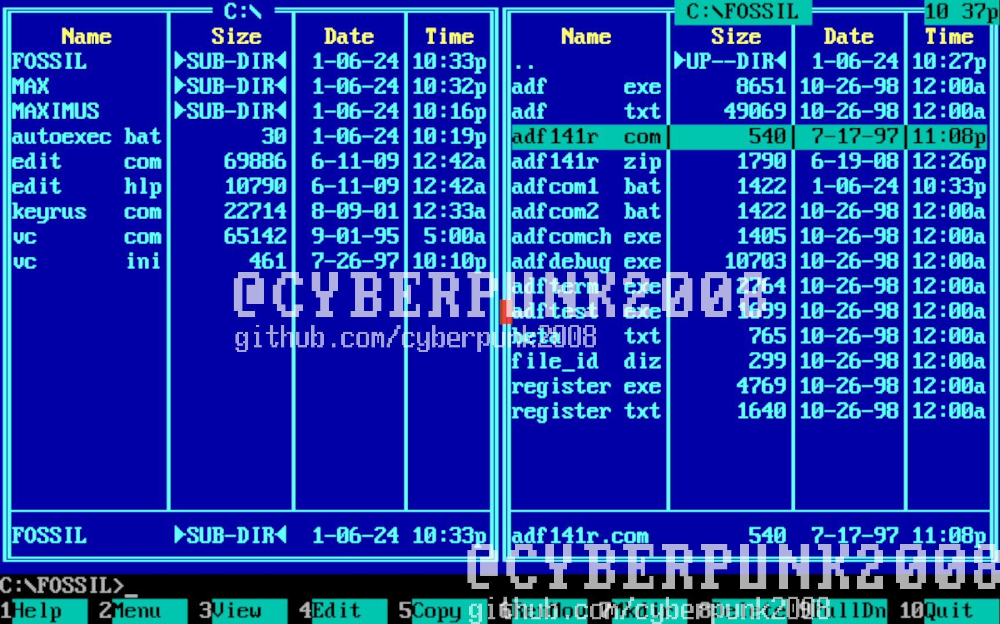 C:\
Name Size Date Time
FOSSIL ►SUB-DIR◄ 1-06-24 10:33p
MAX ►SUB-DIR◄ 1-06-24 10:32p
MAXIMUS ►SUB-DIR◄ 1-06-24 10:16p
autoexec bat 30 1-06-24 10:19p
edit com 69886 6-11-09 12:42a
edit hlp 10790 6-11-09 12:42a
keyrus com 22714 8-09-01 12:33a
vc com 65142 9-01-95 5:00a
vc ini 461 7-26-97 10:10p
FOSSIL ►SUB-DIR◄ 1-06-24 10:33p
C:\FOSSIL 10 37p
Name Size Date Time
.. ►UP--DIR◄ 1-06-24 10:27p
adf exe 8651 10-26-98 12:00a
adf txt 49069 10-26-98 12:00a
adf141r com 540 7-17-97 11:08p
adf141r zip 1790 6-19-08 12:26p
adfcom1 bat 1422 1-06-24 10:33p
adfcom2 bat 1422 10-26-98 12:00a
adfcomch exe 1405 10-26-98 12:00a
adfdebug exe 10703 10-26-98 12:00a
adfterm exe 2764 10-26-98 12:00a
adftest exe 1699 10-26-98 12:00a
beta txt 765 10-26-98 12:00a
file_id diz 299 10-26-98 12:00a
register exe 4769 10-26-98 12:00a
register txt 1640 10-26-98 12:00a
adf141r.com 540 7-17-97 11:08p
@CYBERPUNK2008
github.com/cyberpunk2008
@CYBERPUNK2008
github.com/cyberpunk2008
C:\FOSSIL>_
1Help 2Menu 3View 4Edit 5Copy 6RenMov 7Mkdir 8Delete 9PullDn 10Quit